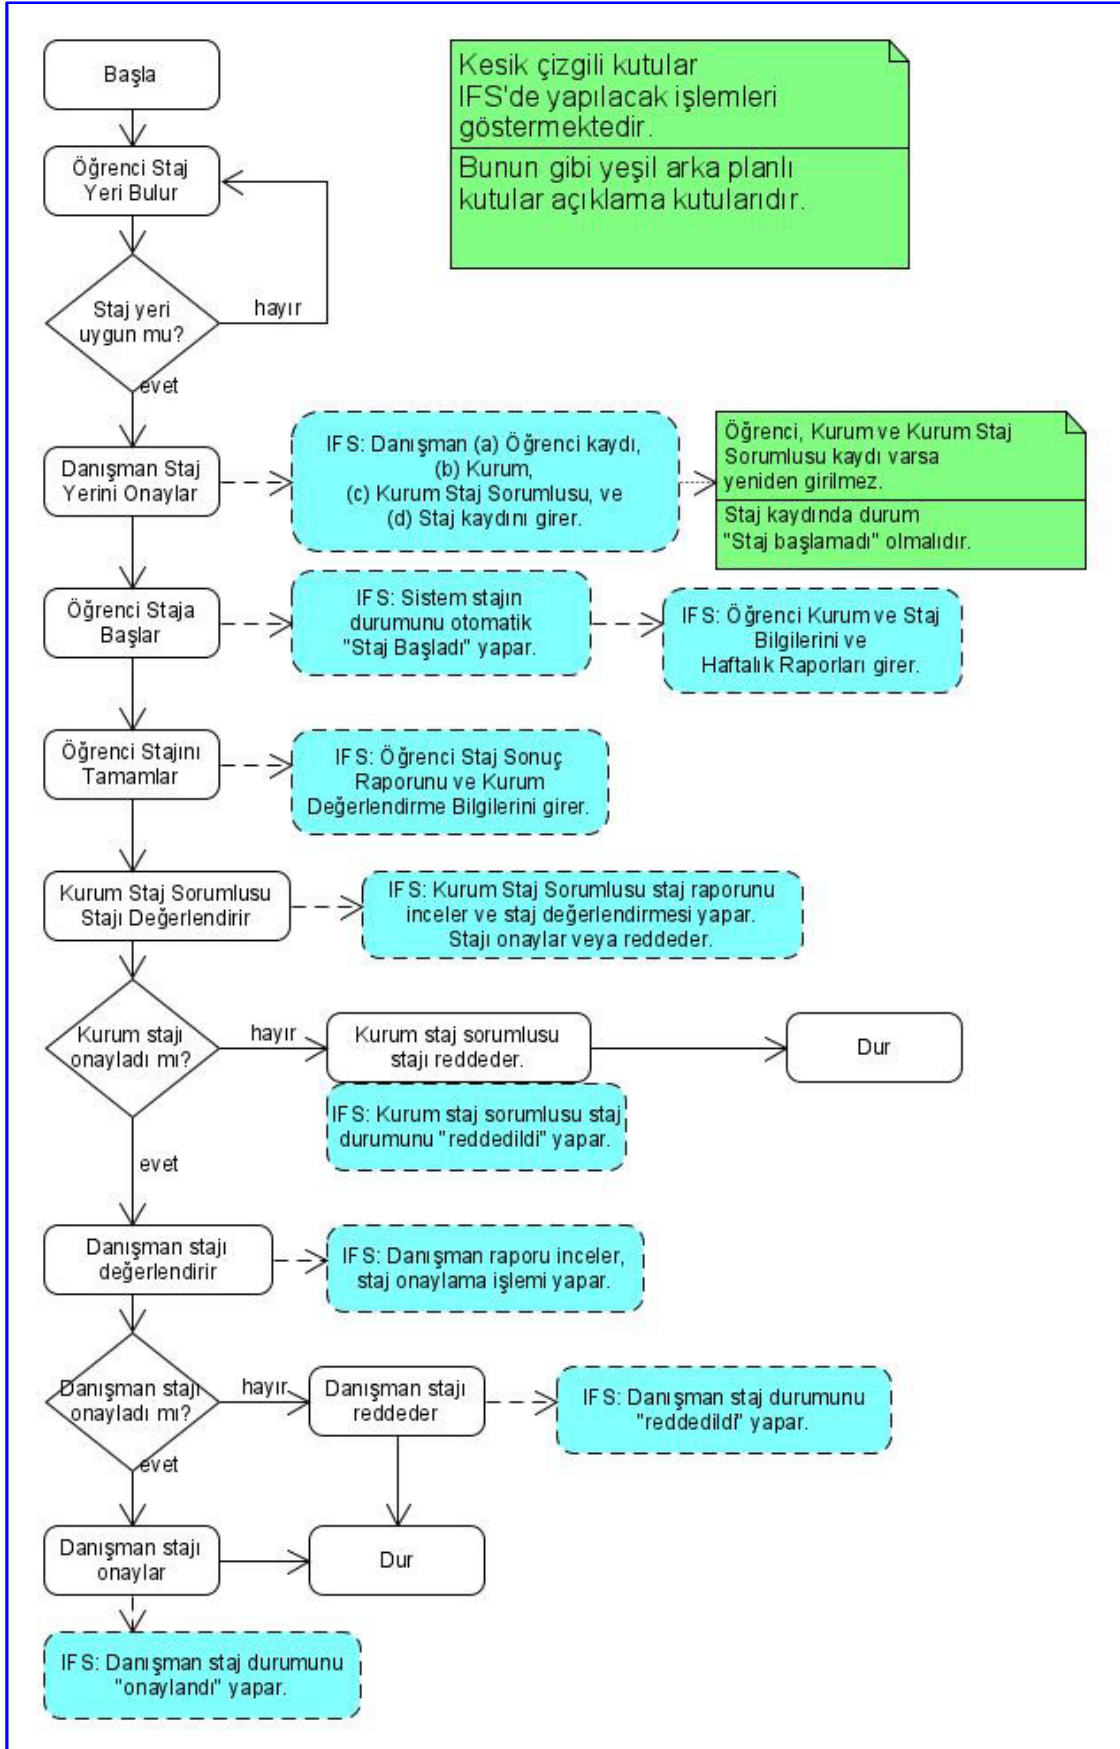 Başla
Kesik çizgili kutular
IFS'de yapılacak işlemleri
göstermektedir.
Bunun gibi yeşil arka planlı
kutular açıklama kutularıdır.
Öğrenci Staj
Yeri Bulur
Staj yeri
uygun mu?
hayır
evet
Danışman Staj
Yerini Onaylar
IFS: Danışman (a) Öğrenci kaydı,
(b) Kurum,
(c) Kurum Staj Sorumlusu, ve
(d) Staj kaydını girer.
Öğrenci, Kurum ve Kurum Staj
Sorumlusu kaydı varsa
yeniden girilmez.
Staj kaydında durum
"Staj başlamadı" olmalıdır.
Öğrenci Staja
Başlar
IFS: Sistem stajın
durumunu otomatik
"Staj Başladı" yapar.
IFS: Öğrenci Kurum ve Staj
Bilgilerini ve
Haftalık Raporları girer.
Öğrenci Stajını
Tamamlar
IFS: Öğrenci Staj Sonuç
Raporunu ve Kurum
Değerlendirme Bilgilerini girer.
Kurum Staj Sorumlusu
Stajı Değerlendirir
IFS: Kurum Staj Sorumlusu staj raporunu
inceler ve staj değerlendirmesi yapar.
Stajı onaylar veya reddeder.
Kurum stajı
onayladı mı?
hayır
Kurum staj sorumlusu
stajı reddeder.
Dur
IFS: Kurum staj sorumlusu staj
durumunu "reddedildi" yapar.
evet
Danışman stajı
değerlendirir
IFS: Danışman raporu inceler,
staj onaylama işlemi yapar.
Danışman stajı
onayladı mı?
hayır
Danışman stajı
reddeder
IFS: Danışman staj durumunu
"reddedildi" yapar.
evet
Danışman stajı
onaylar
Dur
IFS: Danışman staj durumunu
"onaylandı" yapar.